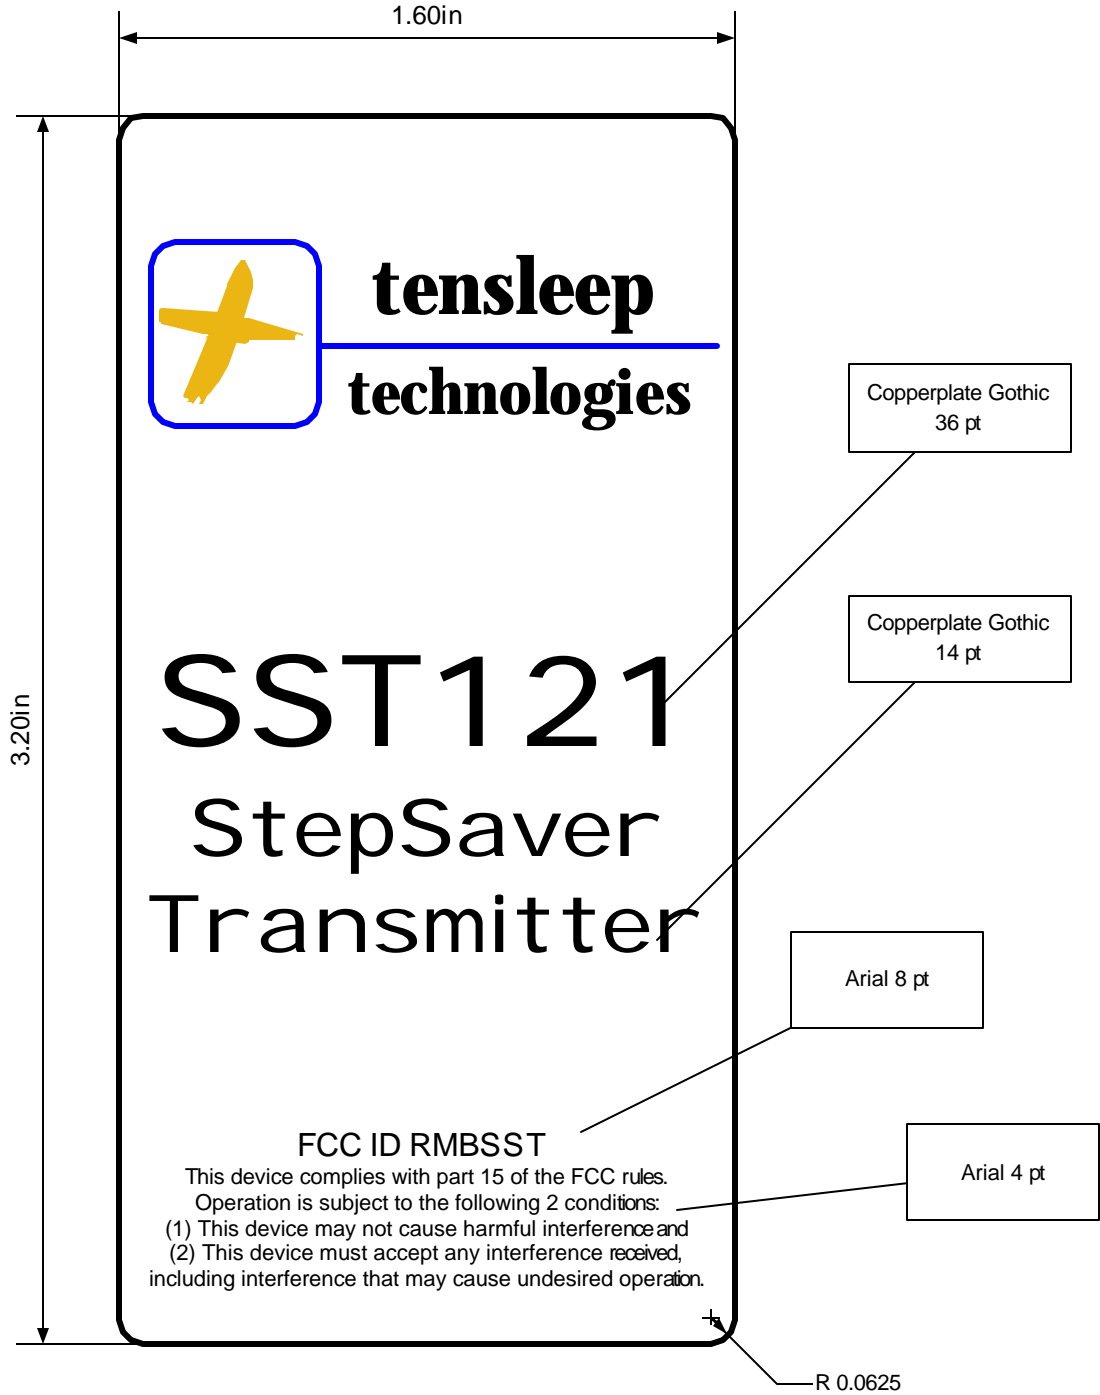 1.60in
tensleep
technologies
Copperplate Gothic
36 pt
Copperplate Gothic
14 pt
3.20in
SST121
StepSaver
Transmitter
Arial 8 pt
FCC ID RMBSST
This device complies with part 15 of the FCC rules.
Operation is subject to the following 2 conditions:
(1) This device may not cause harmful interference and
(2) This device must accept any interference received,
including interference that may cause undesired operation.
Arial 4 pt
R 0.0625